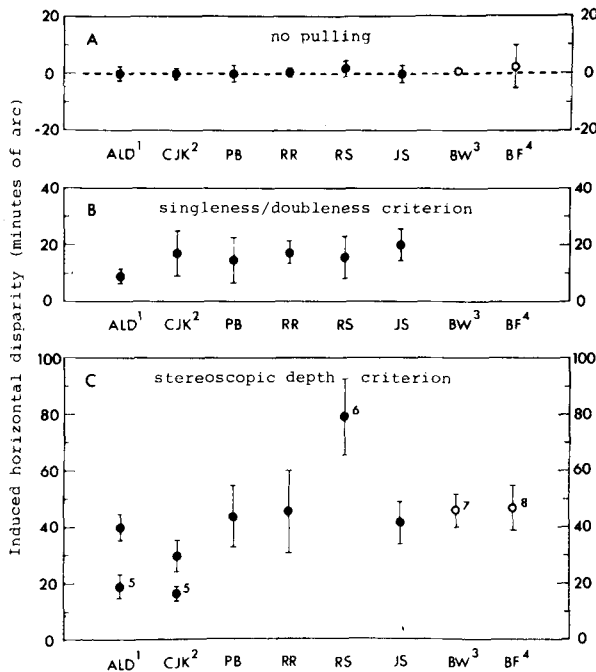 Induced horizontal disparity (minutes of arc)
A no pulling
20 20
0 0
-20 -20
ALD1 CJK2 PB RR RS JS BW3 BF4
40 40
B singleness/doubleness criterion
20 20
0 0
ALD1 CJK2 PB RR RS JS BW3 BF4
100 100
C stereoscopic depth criterion
80 6 80
60 60
40 7 8 40
20 5 5 20
0 0
ALD1 CJK2 PB RR RS JS BW3 BF4